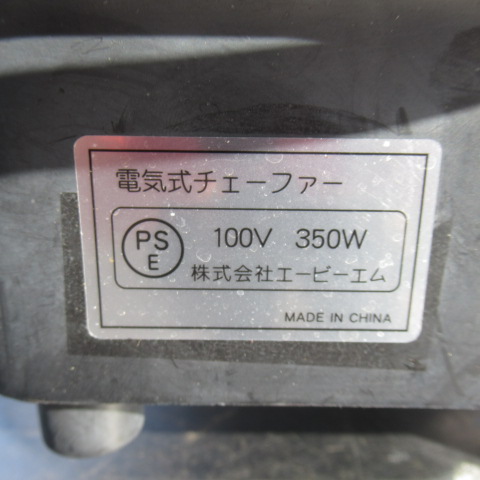 電気式チェーファー
PS
E
100V 350W
株式会社エービーエム
MADE IN CHINA